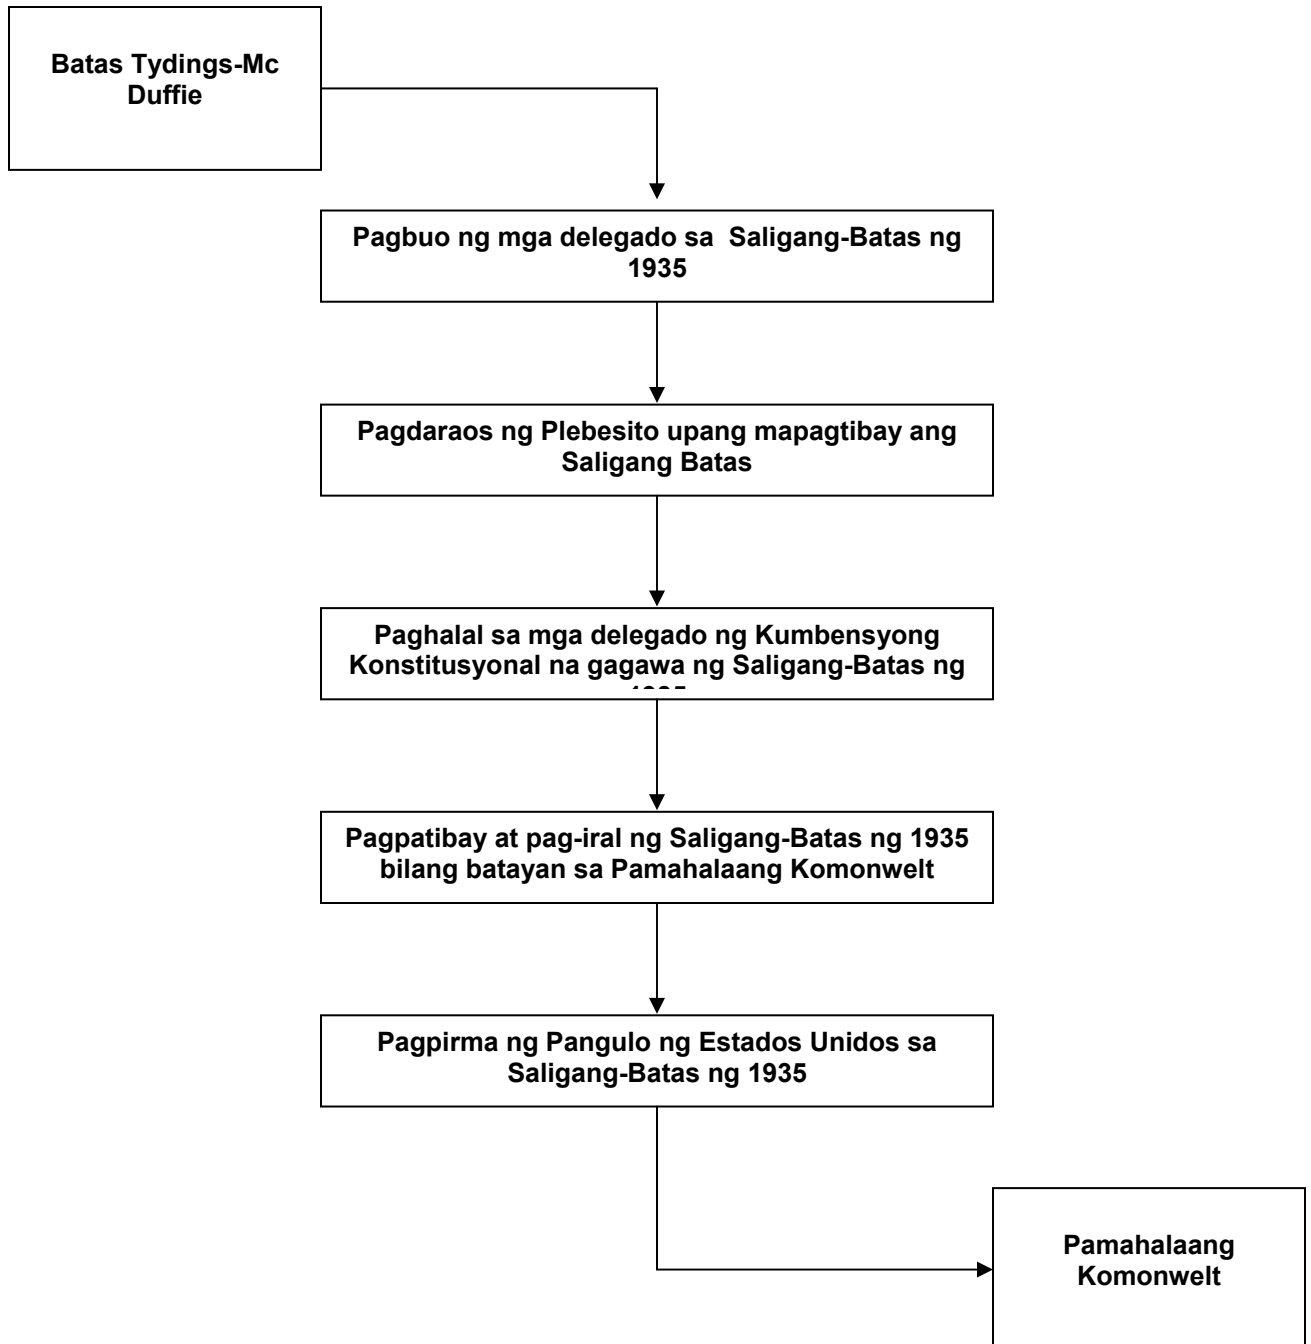 Batas Tydings-Mc
Duffie
Pagbuo ng mga delegado sa Saligang-Batas ng
1935
Pagdaraos ng Plebesito upang mapagtibay ang
Saligang Batas
Paghalal sa mga delegado ng Kumbensyong
Konstitusyonal na gagawa ng Saligang-Batas ng
Pagpatibay at pag-iral ng Saligang-Batas ng 1935
bilang batayan sa Pamahalaang Komonwelt
Pagpirma ng Pangulo ng Estados Unidos sa
Saligang-Batas ng 1935
Pamahalaang
Komonwelt